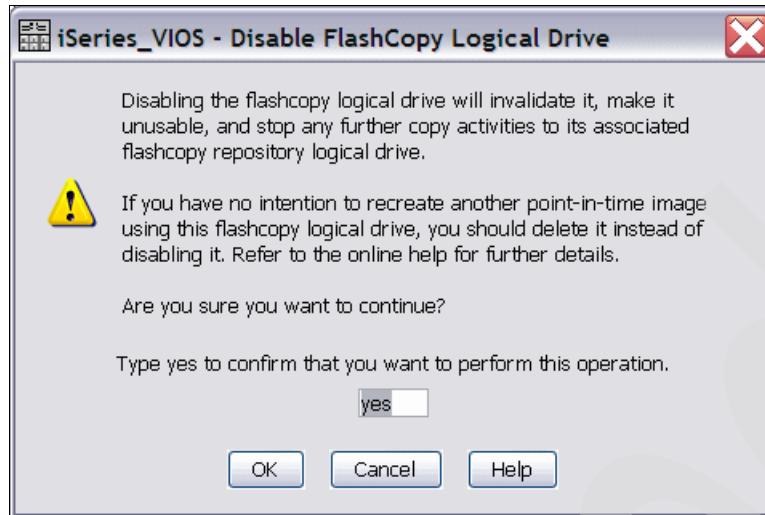 iSeries_VIOS - Disable FlashCopy Logical Drive
Disabling the flashcopy logical drive will invalidate it, make it
unusable, and stop any further copy activities to its associated
flashcopy repository logical drive.
If you have no intention to recreate another point-in-time image
using this flashcopy logical drive, you should delete it instead of
disabling it. Refer to the online help for further details.
Are you sure you want to continue?
Type yes to confirm that you want to perform this operation.
yes
OK Cancel Help